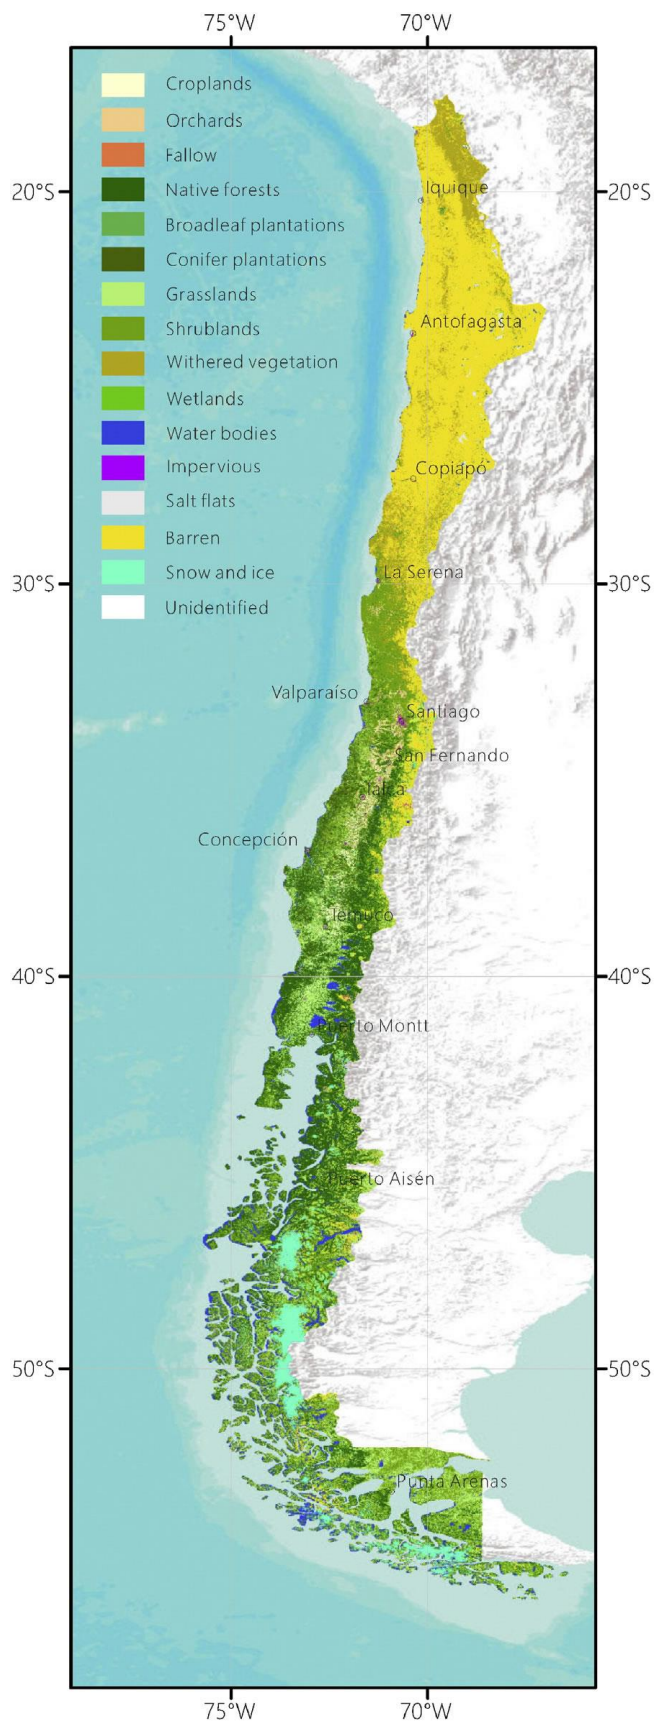 75°W 70°W
Croplands
Orchards
Fallow
Native forests
Broadleaf plantations
Conifer plantations
Grasslands
Shrublands
Withered vegetation
Wetlands
Water bodies
Impervious
Salt flats
Barren
Snow and ice
Unidentified
20°S 20°S
Iquique
Antofagasta
Copiapó
30°S 30°S
La Serena
Valparaíso
Santiago
San Fernando
Talca
Concepción
Temuco
40°S 40°S
Puerto Montt
Puerto Aisén
50°S 50°S
Punta Arenas
75°W 70°W